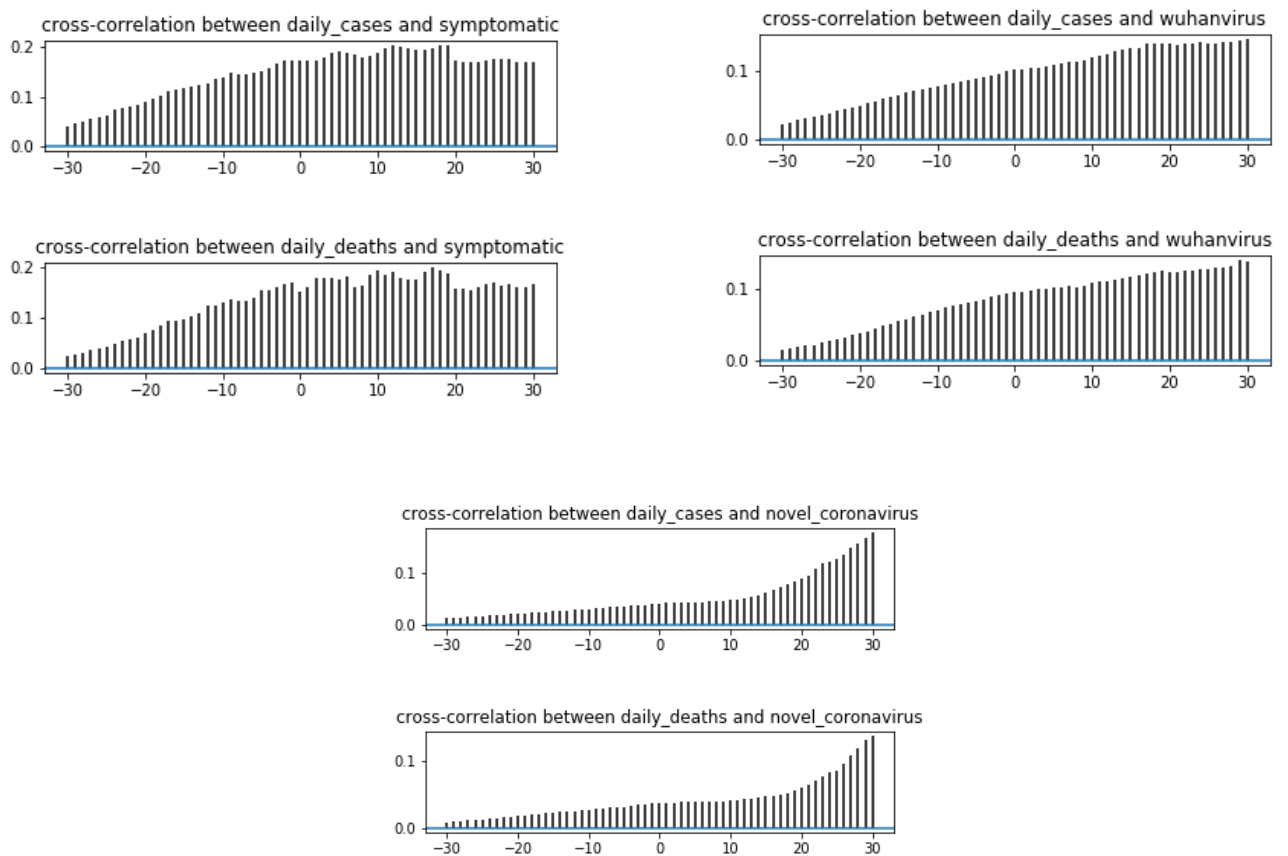 cross-correlation between daily_cases and symptomatic
0.2
0.1
0.0
−30 −20 −10 0 10 20 30
cross-correlation between daily_cases and wuhanvirus
0.1
0.0
−30 −20 −10 0 10 20 30
cross-correlation between daily_deaths and symptomatic
0.2
0.1
0.0
−30 −20 −10 0 10 20 30
cross-correlation between daily_deaths and wuhanvirus
0.1
0.0
−30 −20 −10 0 10 20 30
cross-correlation between daily_cases and novel_coronavirus
0.1
0.0
−30 −20 −10 0 10 20 30
cross-correlation between daily_deaths and novel_coronavirus
0.1
0.0
−30 −20 −10 0 10 20 30